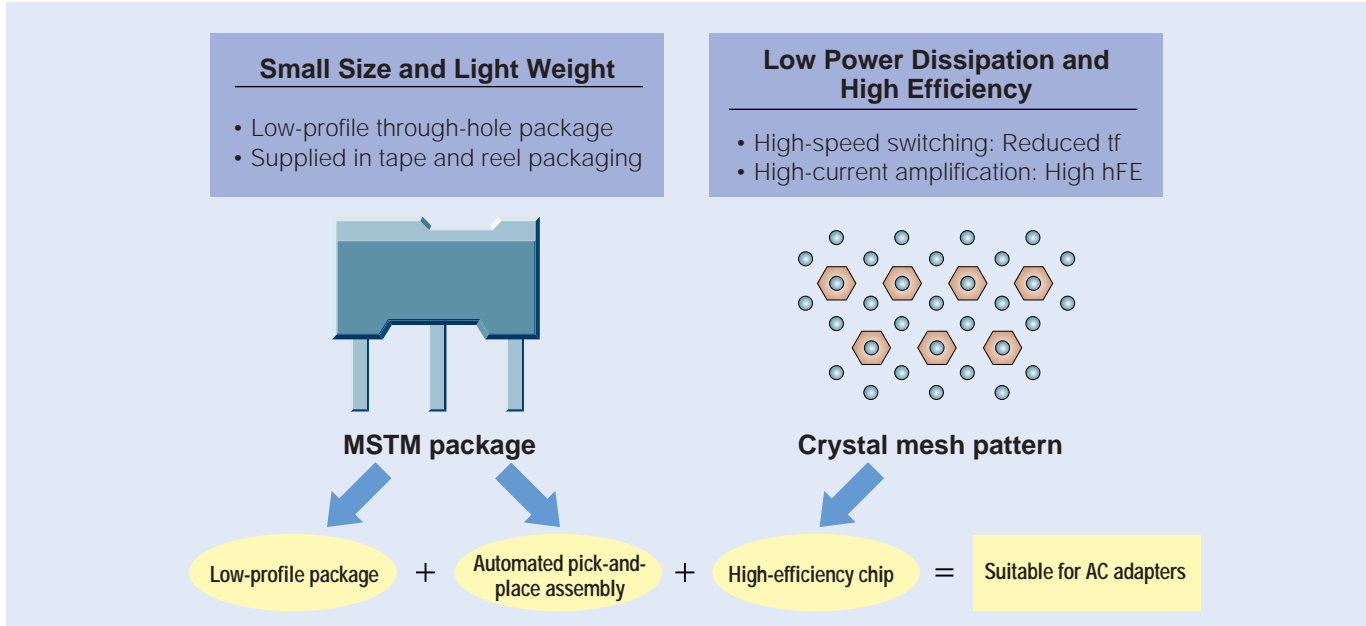 Small Size and Light Weight
• Low-profile through-hole package
• Supplied in tape and reel packaging
Low Power Dissipation and
High Efficiency
• High-speed switching: Reduced tf
• High-current amplification: High hFE
MSTM package
Crystal mesh pattern
Low-profile package
+
Automated pick-and-
place assembly
+
High-efficiency chip
=
Suitable for AC adapters